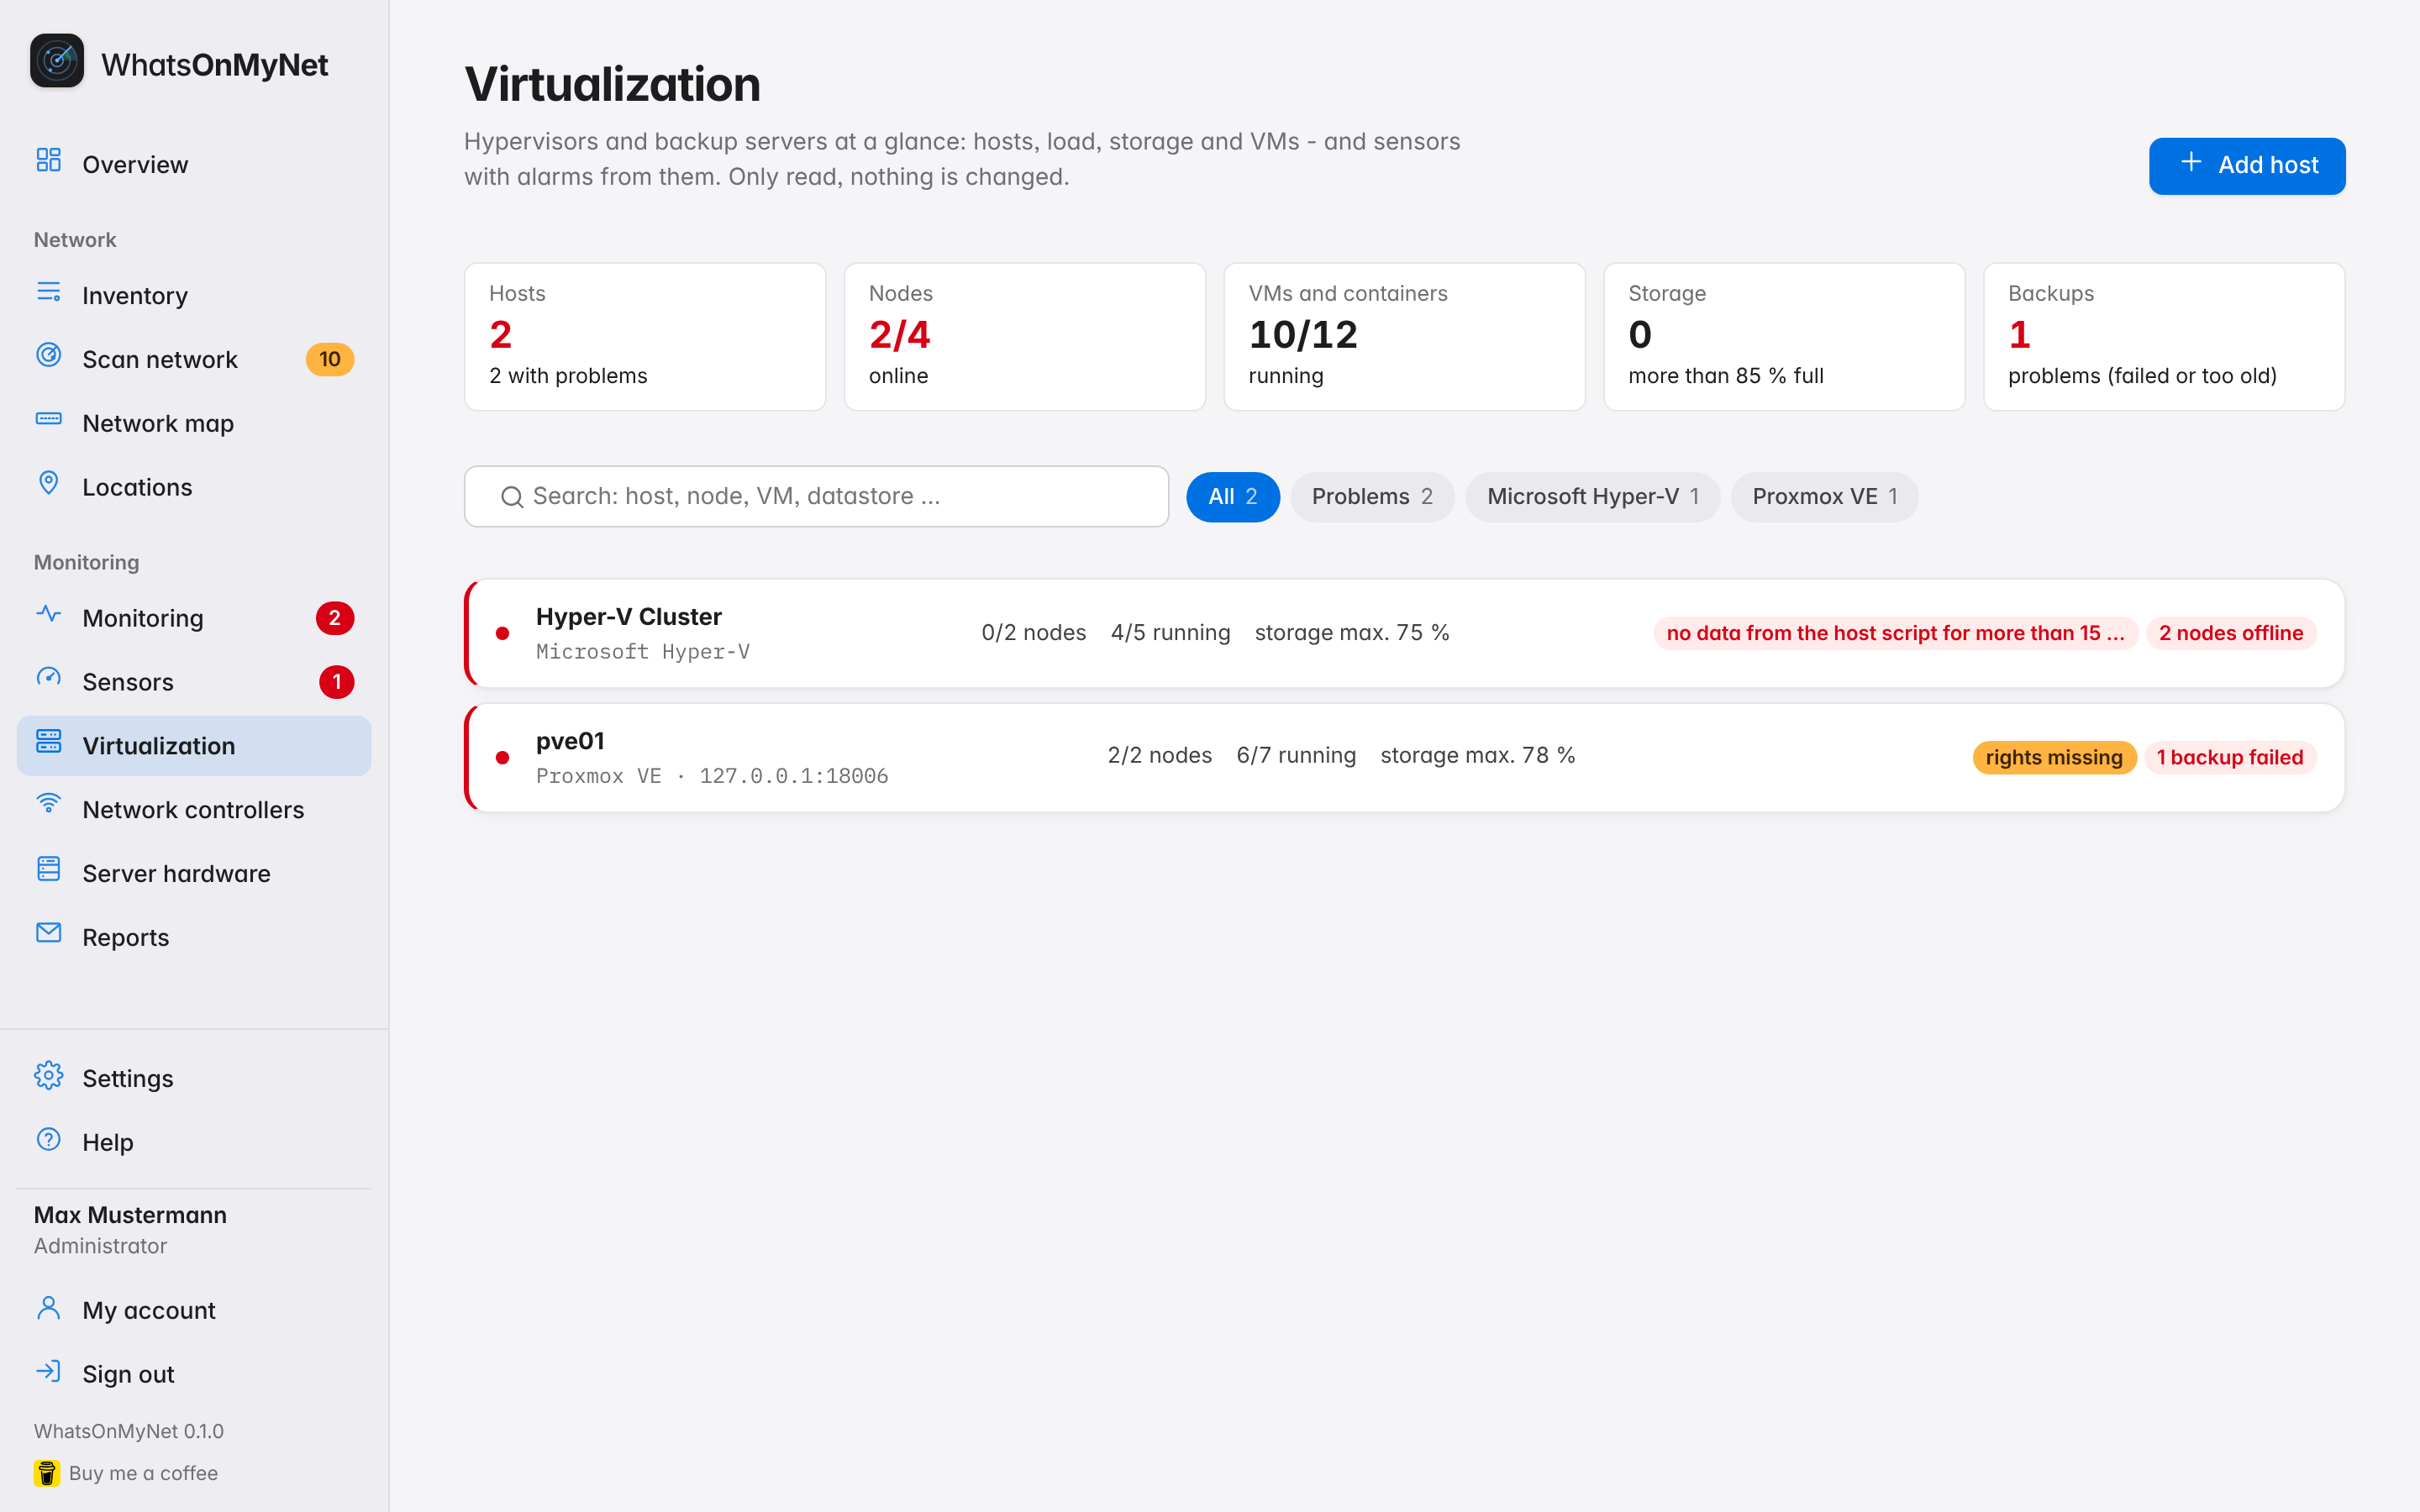 WhatsOnMyNet
Overview
Network
Inventory
Scan network 10
Network map
Locations
Monitoring
Monitoring 2
Sensors 1
Virtualization
Network controllers
Server hardware
Reports
Settings
Help
Max Mustermann
Administrator
My account
Sign out
WhatsOnMyNet 0.1.0
Buy me a coffee
Virtualization
Hypervisors and backup servers at a glance: hosts, load, storage and VMs - and sensors
with alarms from them. Only read, nothing is changed.
Add host
Hosts
2
2 with problems
Nodes
2/4
online
VMs and containers
10/12
running
Storage
0
more than 85 % full
Backups
1
problems (failed or too old)
Search: host, node, VM, datastore ...
All 2
Problems 2
Microsoft Hyper-V 1
Proxmox VE 1
Hyper-V Cluster
Microsoft Hyper-V
0/2 nodes 4/5 running storage max. 75 %
no data from the host script for more than 15 ...
2 nodes offline
pve01
Proxmox VE · 127.0.0.1:18006
2/2 nodes 6/7 running storage max. 78 %
rights missing
1 backup failed